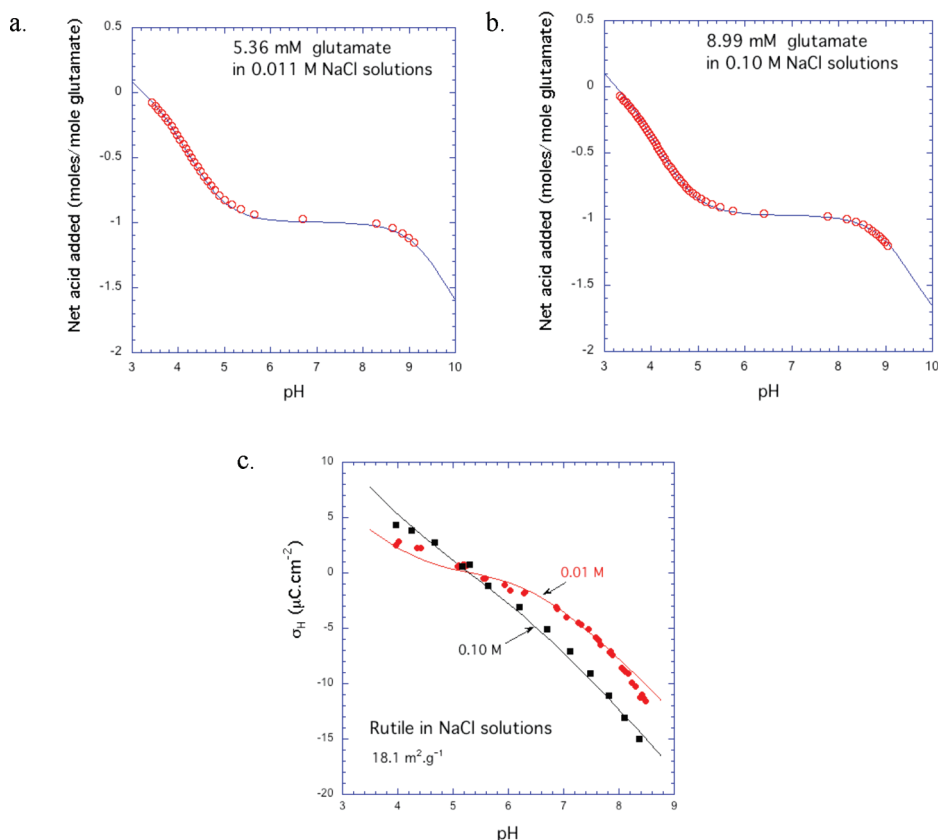 a.
Net acid added (moles/mole glutamate)
5.36 mM glutamate
in 0.011 M NaCl solutions
0.5
0
-0.5
-1
-1.5
-2
3 4 5 6 7 8 9 10
pH
b.
Net acid added (moles/mole glutamate)
8.99 mM glutamate
in 0.10 M NaCl solutions
0.5
0
-0.5
-1
-1.5
-2
3 4 5 6 7 8 9 10
pH
c.
σH (μC.cm⁻²)
10
5
0
-5
-10
-15
-20
0.01 M
0.10 M
Rutile in NaCl solutions
18.1 m².g⁻¹
3 4 5 6 7 8 9
pH